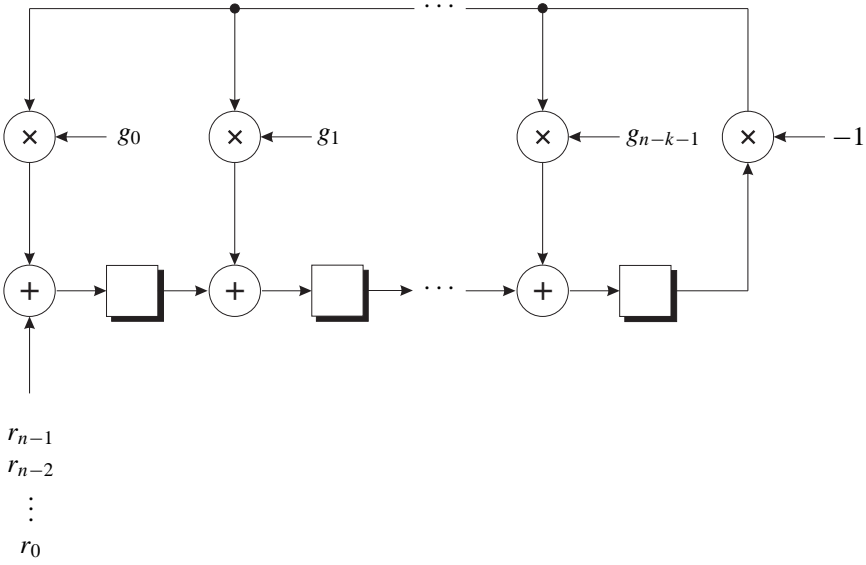 ⋯
× g₀ × g₁ × gₙ₋ₖ₋₁ × −1
+ + ⋯ + 
rₙ₋₁
rₙ₋₂
⋮
r₀